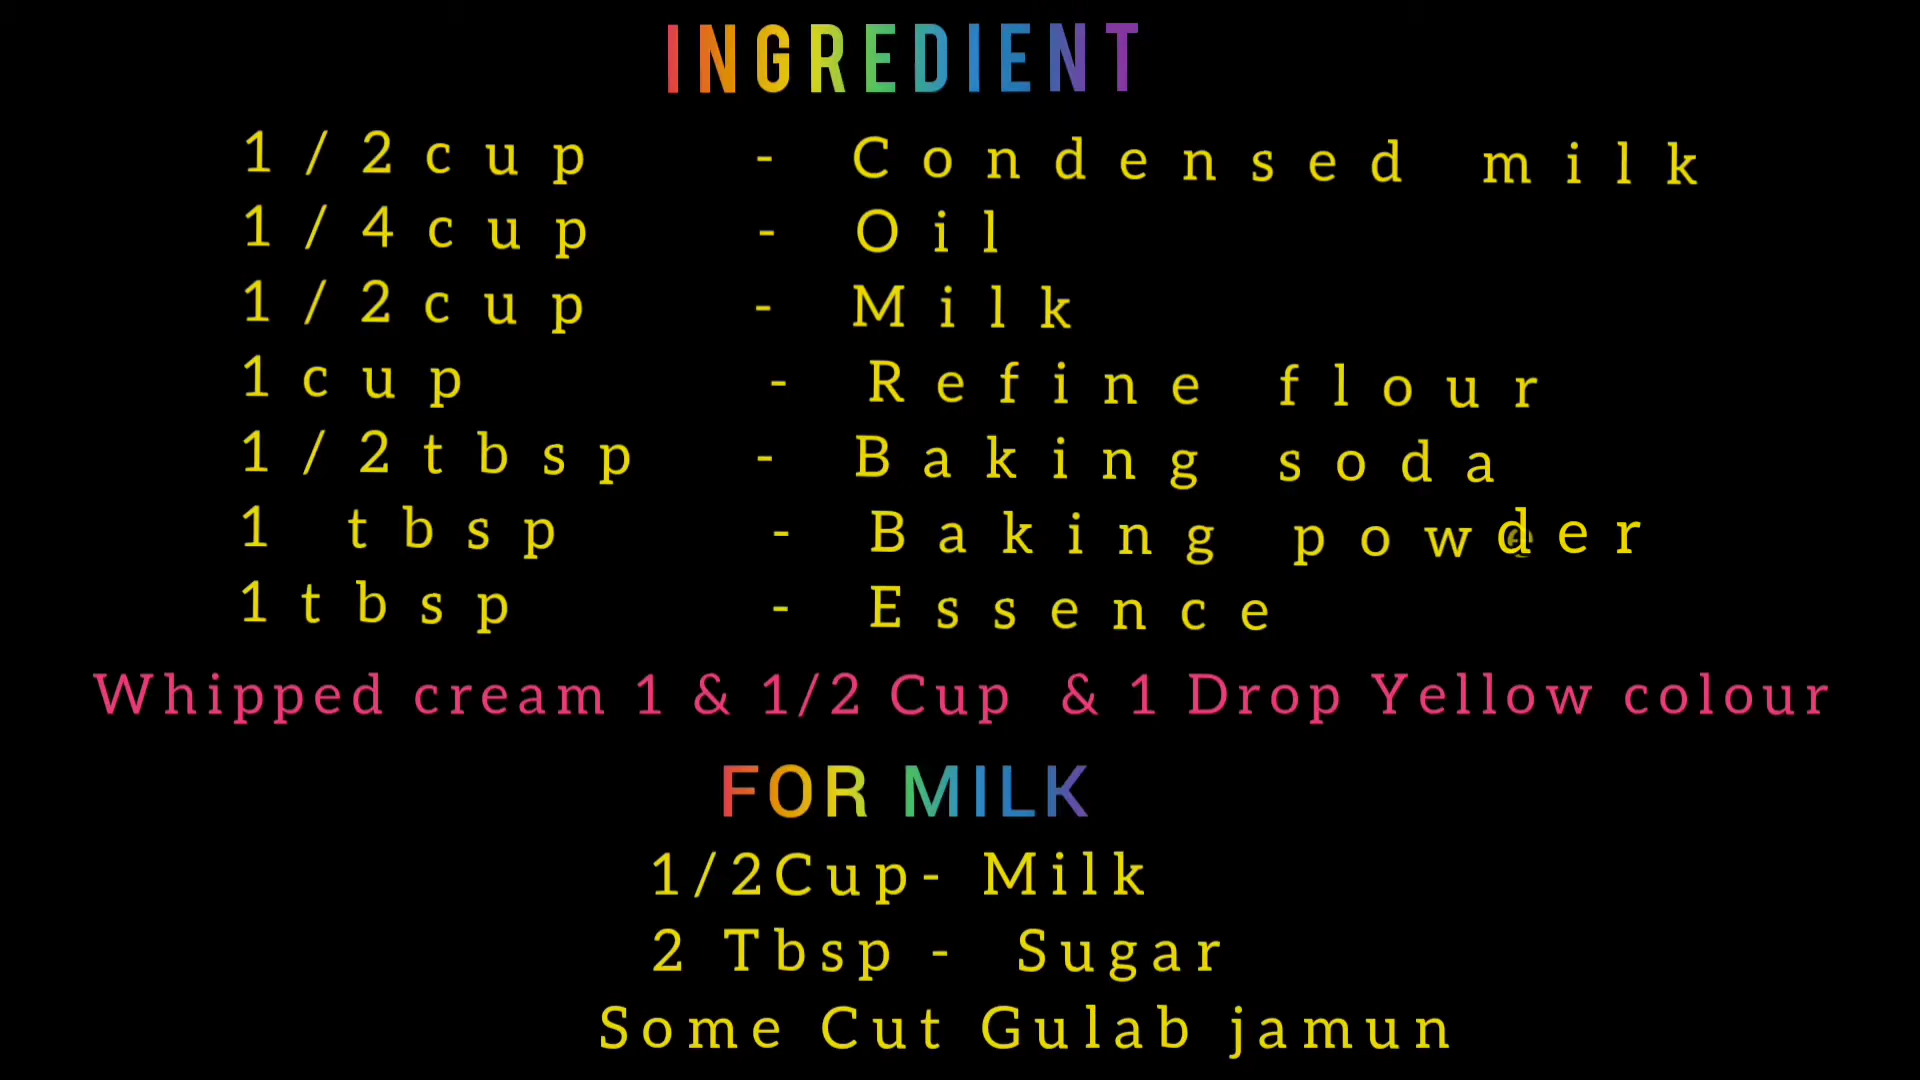 INGREDIENT
1/2cup - Condensed milk
1/4cup - Oil
1/2cup - Milk
1cup - Refine flour
1/2tbsp - Baking soda
1 tbsp - Baking powder
1tbsp - Essence
Whipped cream 1 & 1/2 Cup & 1 Drop Yellow colour
FOR MILK
1/2Cup- Milk
2 Tbsp - Sugar
Some Cut Gulab jamun